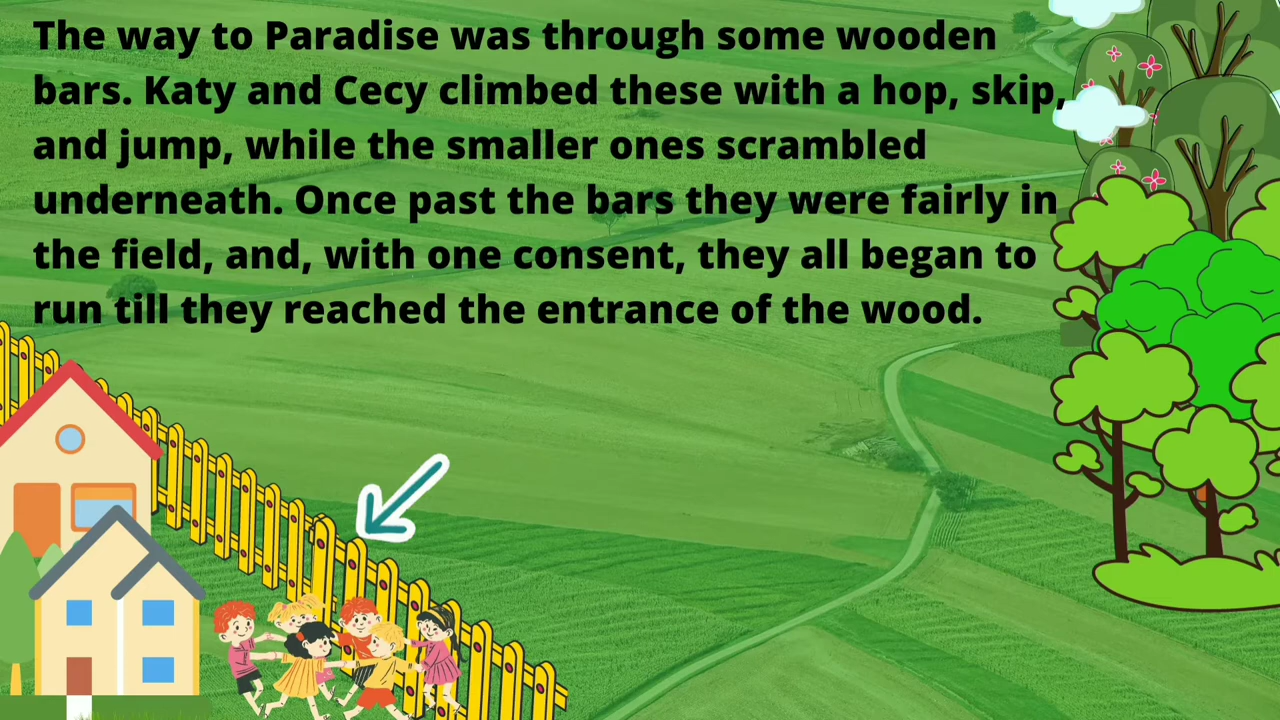 The way to Paradise was through some wooden
bars. Katy and Cecy climbed these with a hop, skip,
and jump, while the smaller ones scrambled
underneath. Once past the bars they were fairly in
the field, and, with one consent, they all began to
run till they reached the entrance of the wood.